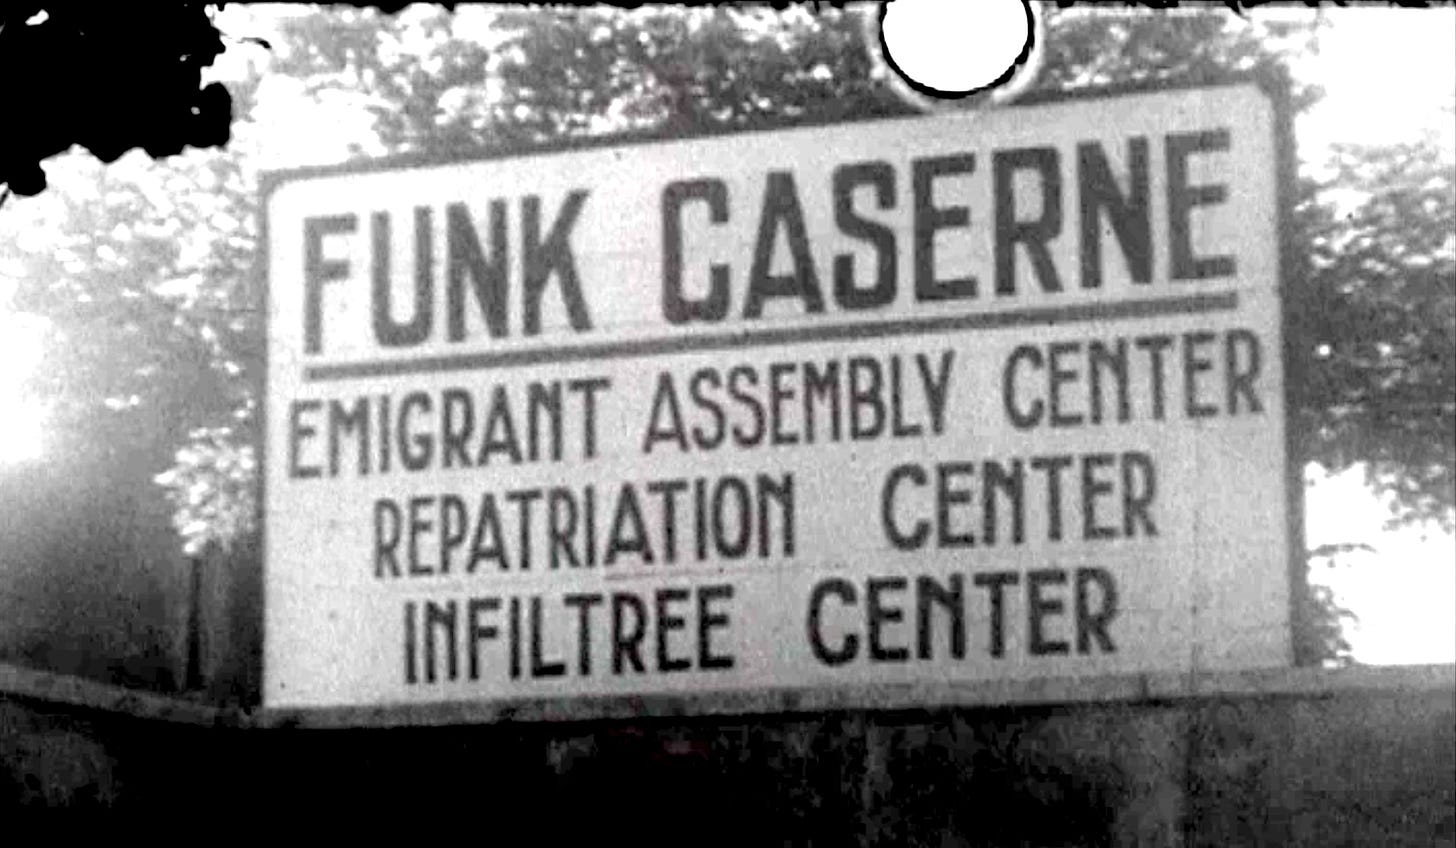 FUNK CASERNE
EMIGRANT ASSEMBLY CENTER
REPATRIATION CENTER
INFILTREE CENTER